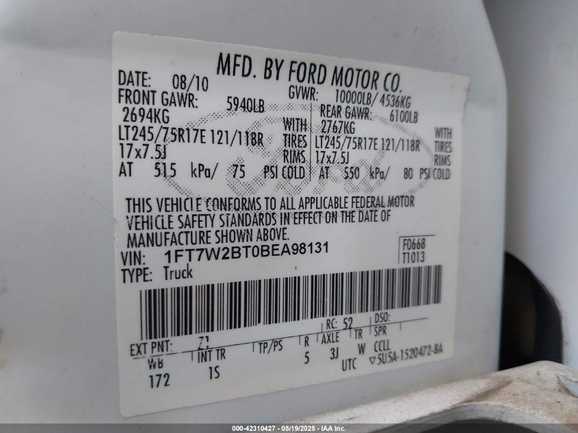 MFD. BY FORD MOTOR CO.
DATE: 08/10 GVWR: 10000LB/ 4536KG
FRONT GAWR: 5940LB REAR GAWR: 6100LB
2694KG WITH 2767KG WITH
LT245/75R17E 121/118R TIRES LT245/75R17E 121/118R TIRES
17x7.5J RIMS 17x7.5J RIMS
AT 515 kPa/ 75 PSI COLD AT 550 kPa/ 80 PSI COLD
THIS VEHICLE CONFORMS TO ALL APPLICABLE FEDERAL MOTOR
VEHICLE SAFETY STANDARDS IN EFFECT ON THE DATE OF
MANUFACTURE SHOWN ABOVE.
VIN: 1FT7W2BT0BEA98131 F0668
TYPE: Truck T1013
RC: 52 DSO:
EXT PNT: Z1 AXLE TR SPR
WB INT TR TP/PS R
172 1S 5 3J W CCLL
UTC ▽5U5A-1520472-BA
000-42310427 - 08/19/2025 - IAAI.COM